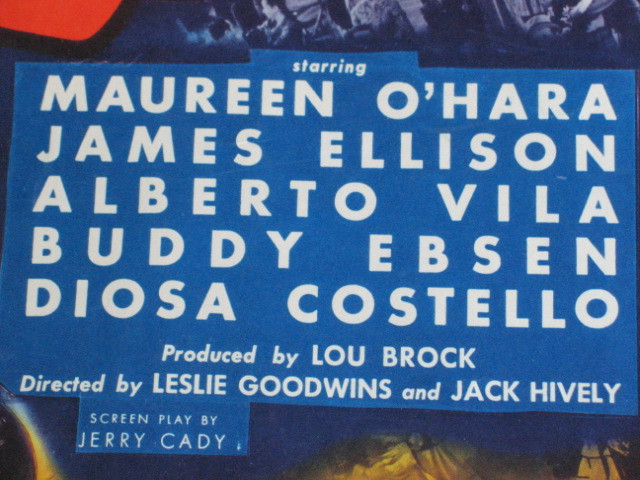 starring
MAUREEN O'HARA
JAMES ELLISON
ALBERTO VILA
BUDDY EBSEN
DIOSA COSTELLO
Produced by LOU BROCK
Directed by LESLIE GOODWINS and JACK HIVELY
SCREEN PLAY BY
JERRY CADY